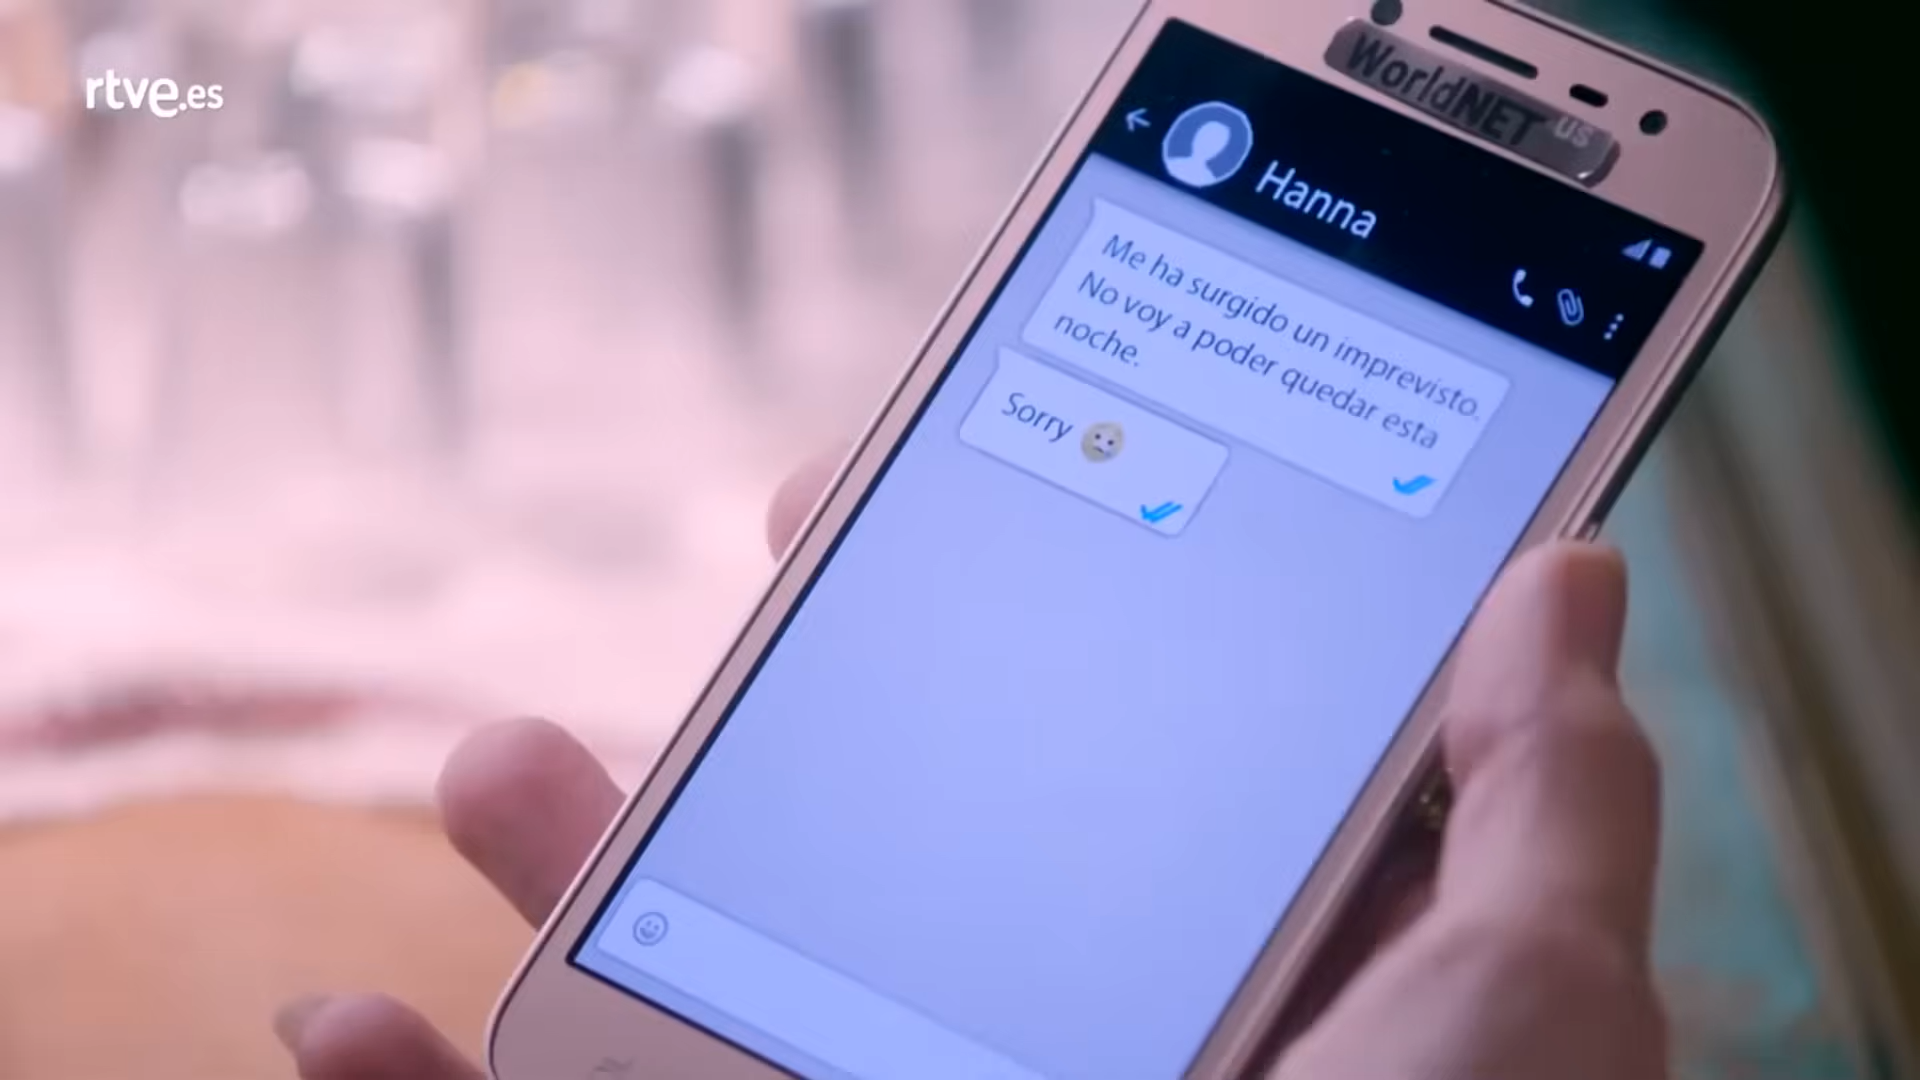 rtve.es
WorldNET us
Hanna
Me ha surgido un imprevisto.
No voy a poder quedar esta
noche.
Sorry